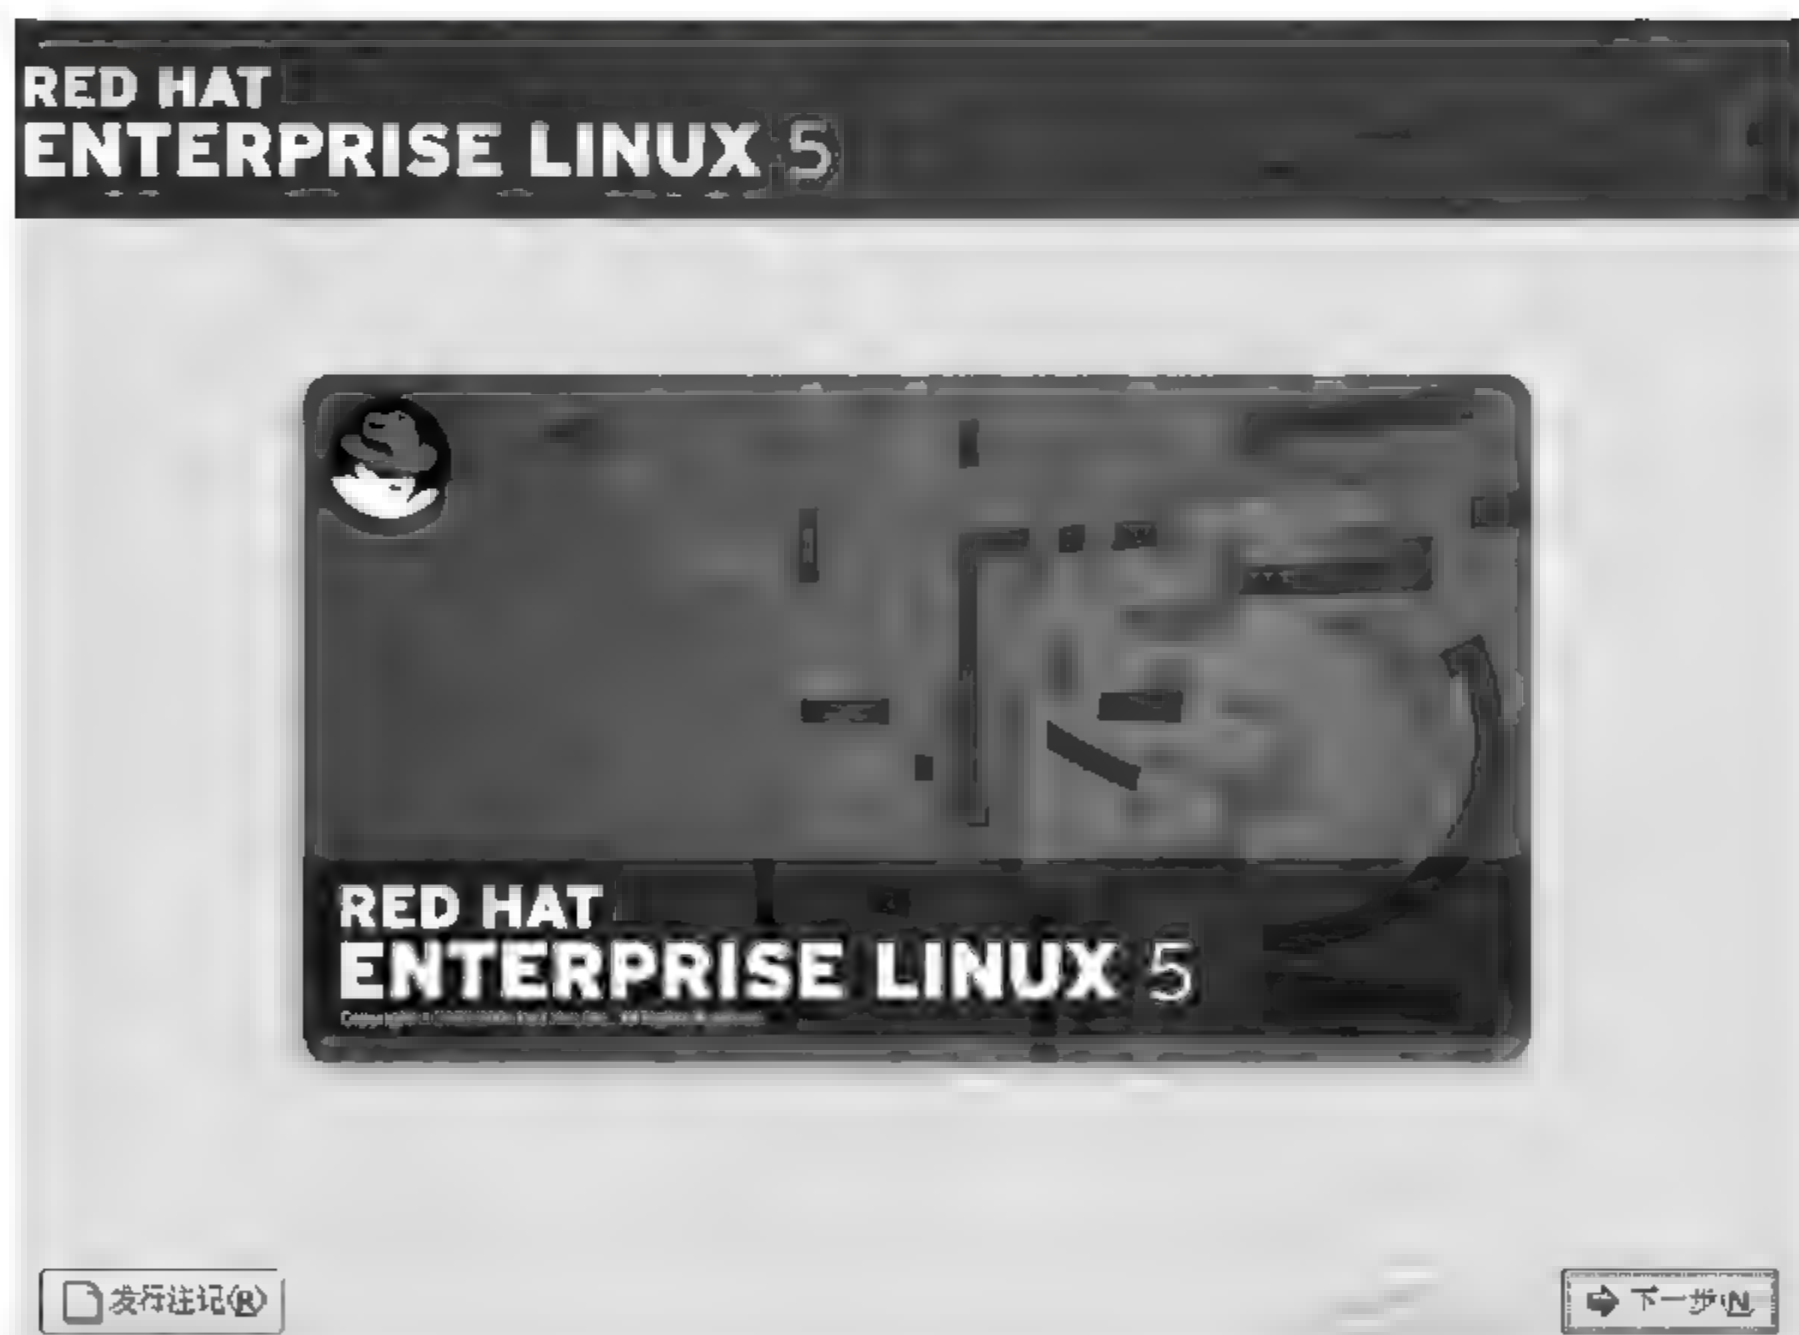 RED HAT
ENTERPRISE LINUX 5
RED HAT
ENTERPRISE LINUX 5
发行注记(R)
下一步(N)